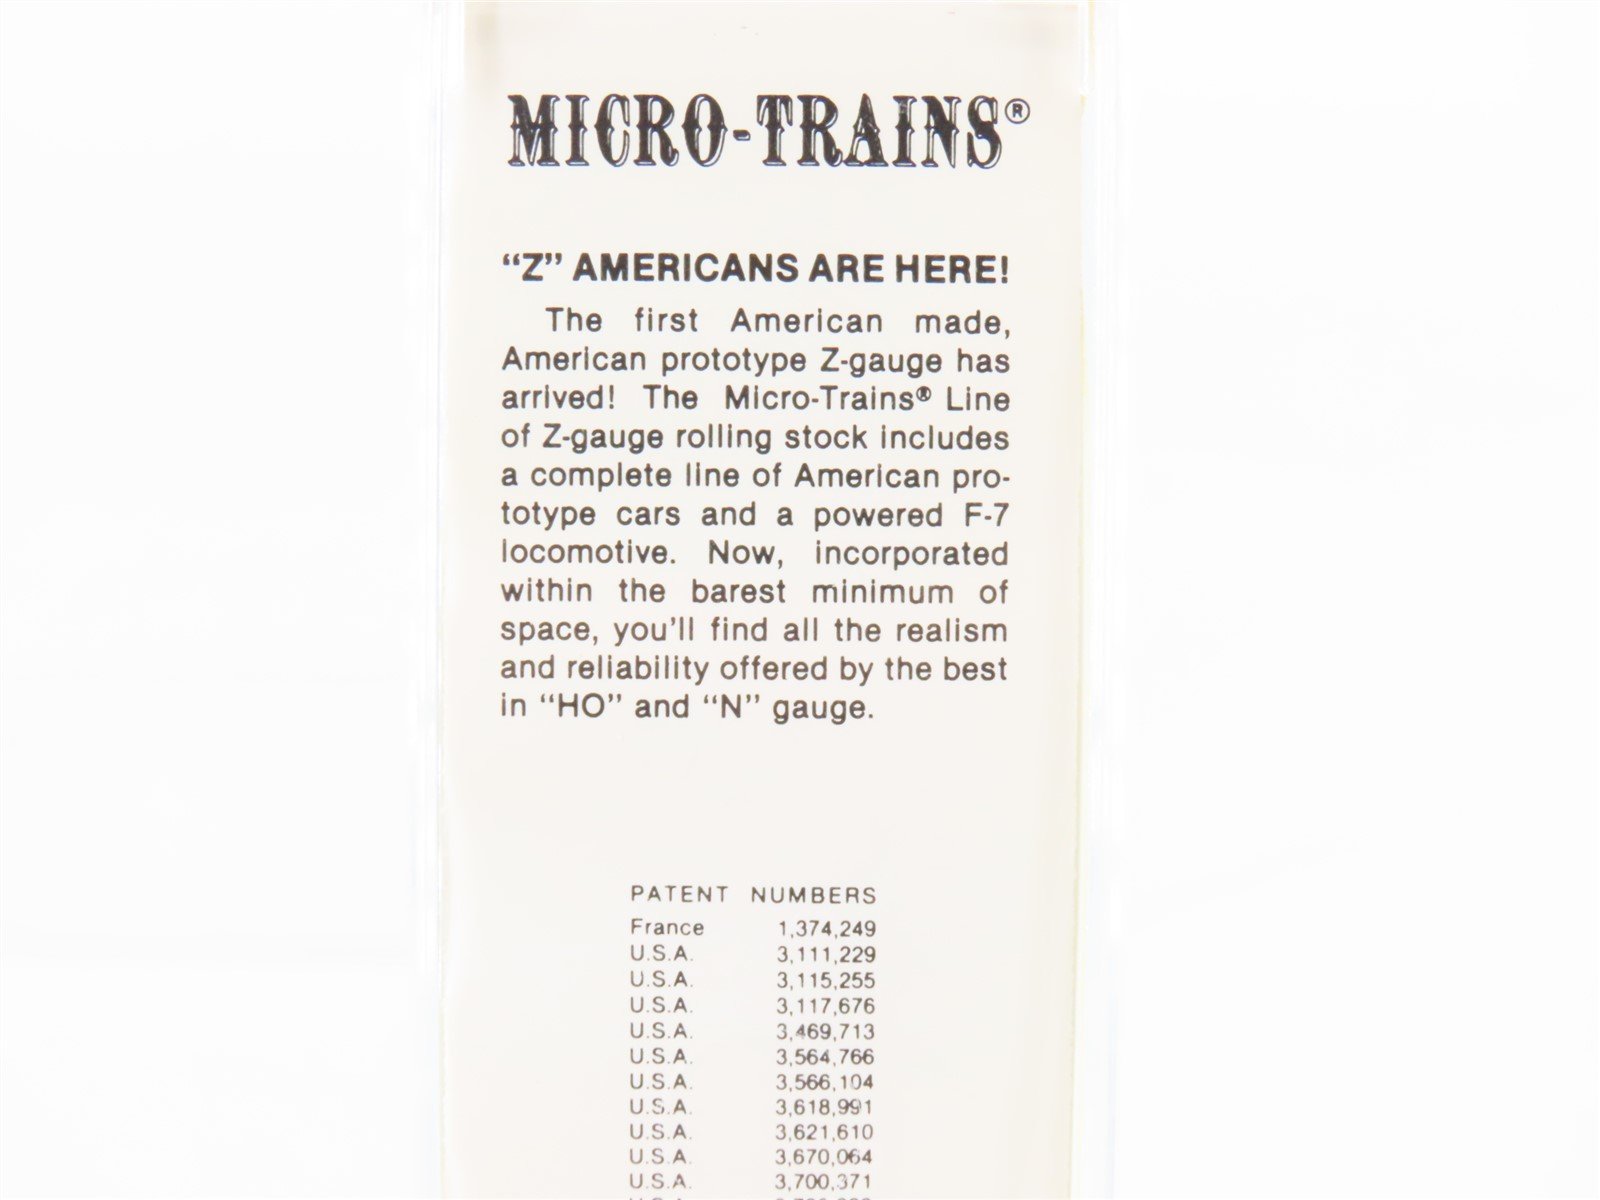 MICRO-TRAINS®
“Z” AMERICANS ARE HERE!
The first American made,
American prototype Z-gauge has
arrived! The Micro-Trains® Line
of Z-gauge rolling stock includes
a complete line of American pro-
totype cars and a powered F-7
locomotive. Now, incorporated
within the barest minimum of
space, you'll find all the realism
and reliability offered by the best
in “HO” and “N” gauge.
PATENT NUMBERS
France 1,374,249
U.S.A. 3,111,229
U.S.A. 3,115,255
U.S.A. 3,117,676
U.S.A. 3,469,713
U.S.A. 3,564,766
U.S.A. 3,566,104
U.S.A. 3,618,991
U.S.A. 3,621,610
U.S.A. 3,670,064
U.S.A. 3,700,371